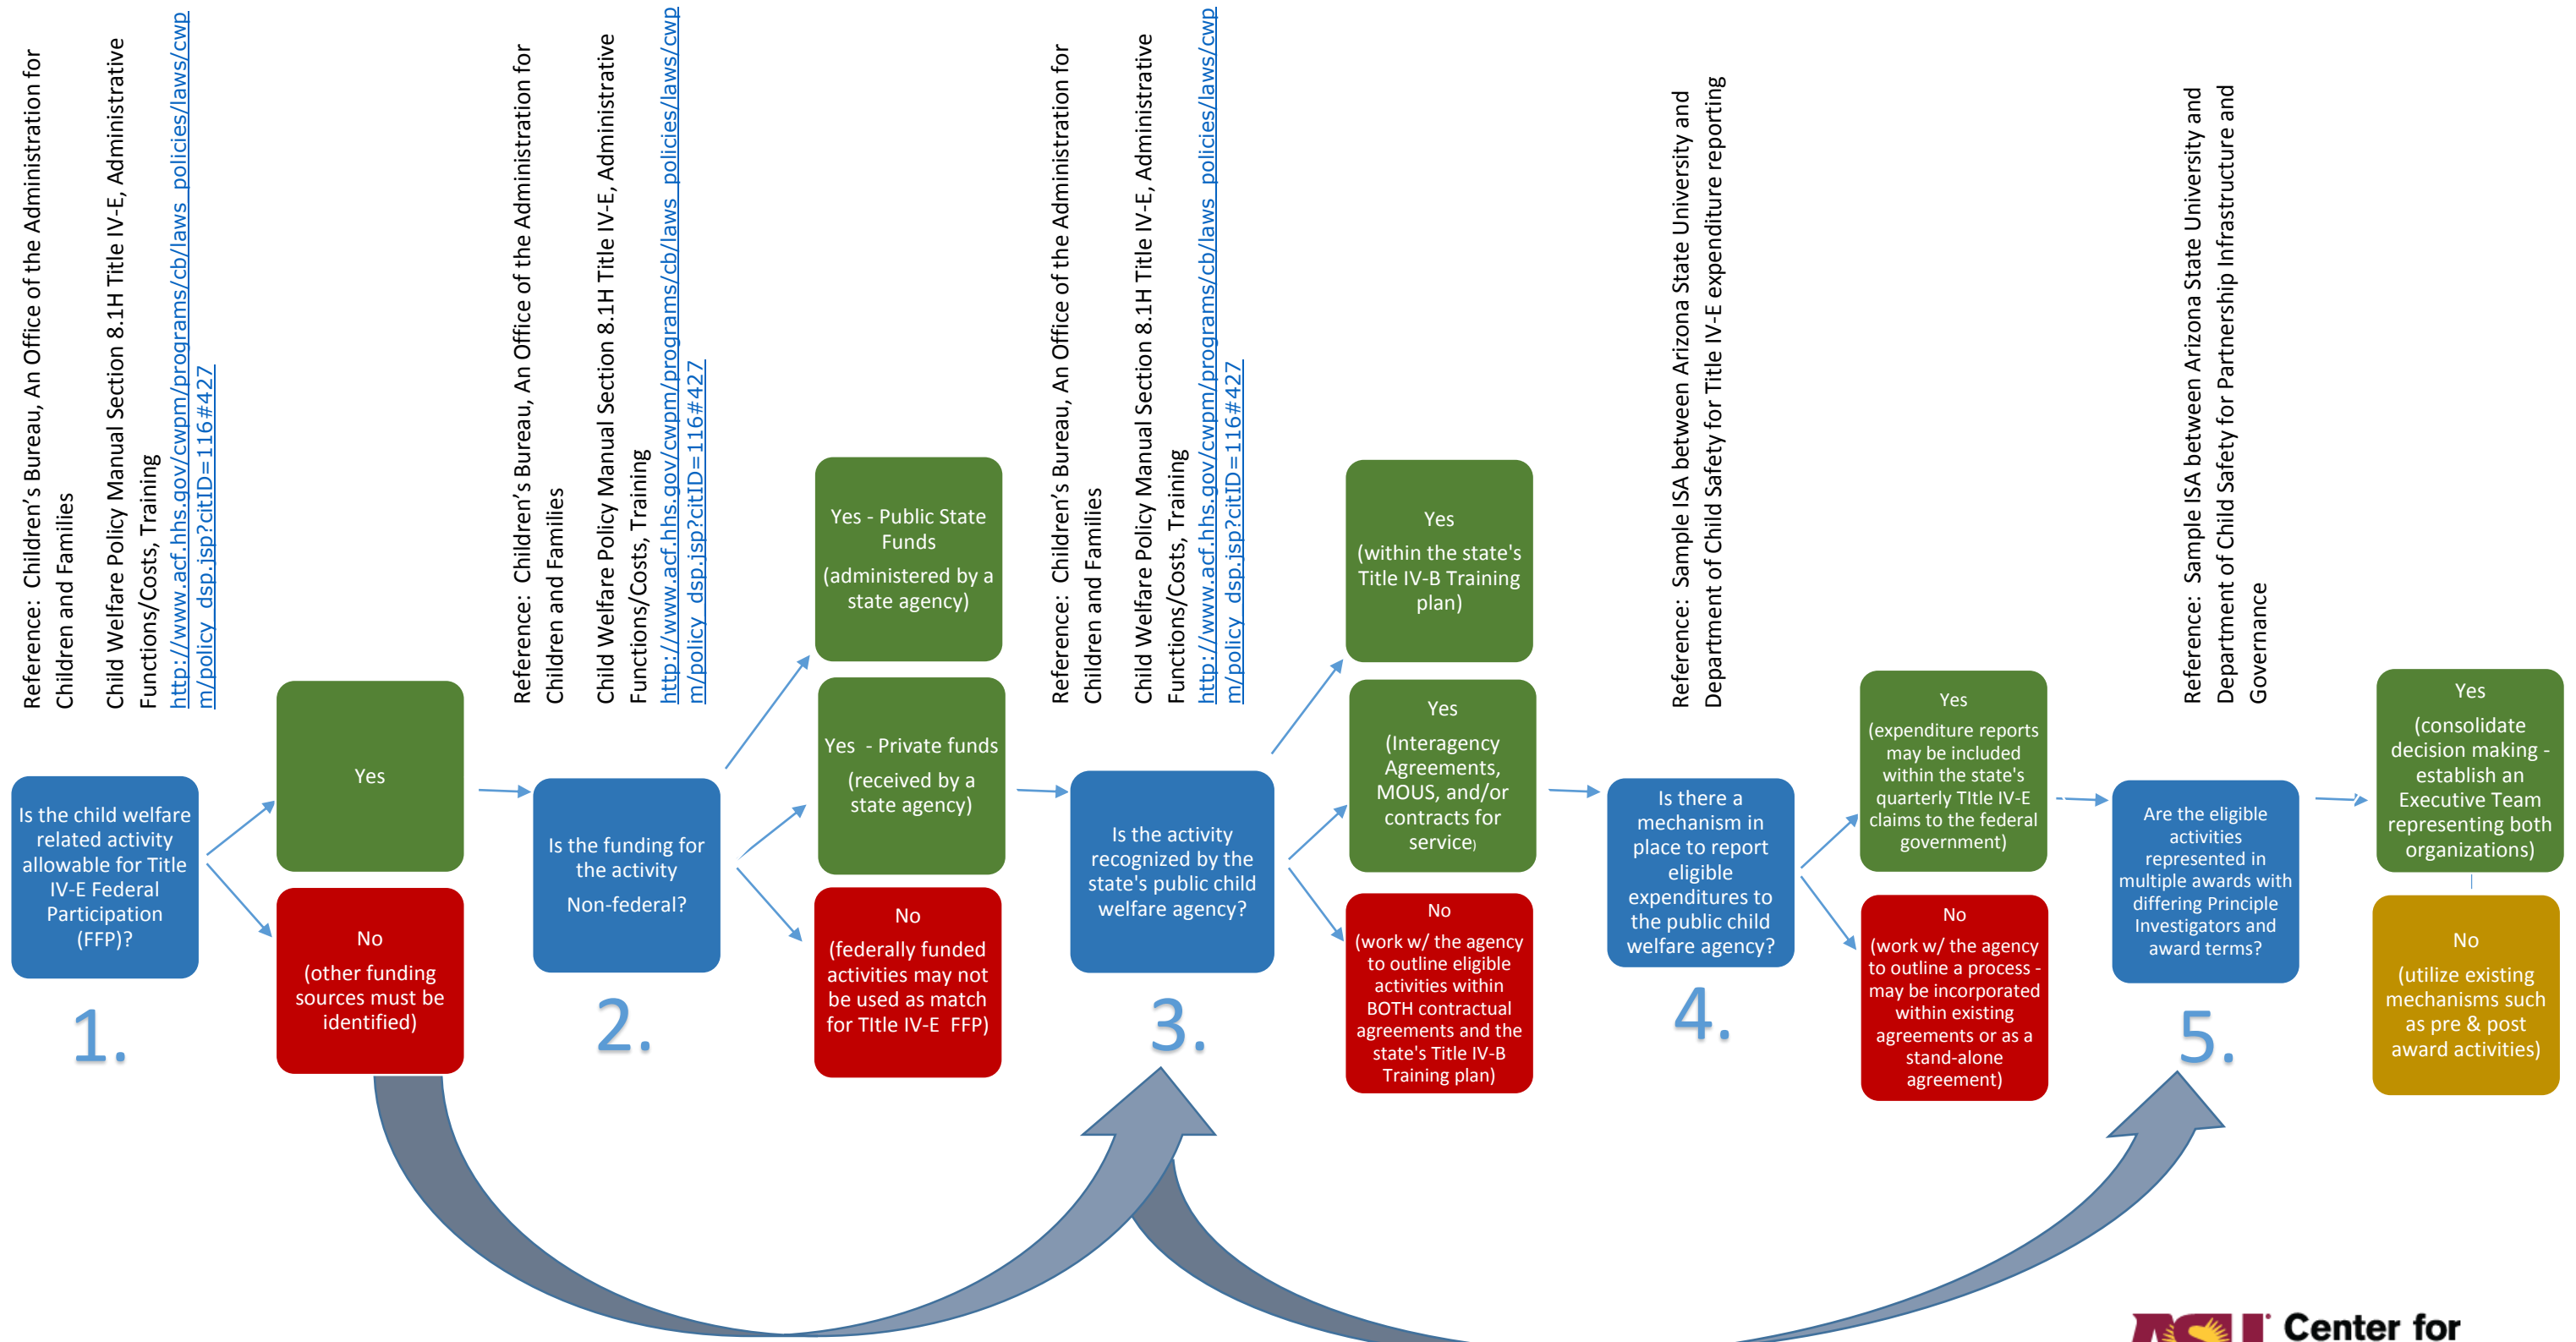 Reference: Children's Bureau, An Office of the Administration for
Children and Families
Child Welfare Policy Manual Section 8.1H Title IV-E, Administrative
Functions/Costs, Training
http://www.acf.hhs.gov/cwpm/programs/cb/laws_policies/laws/cwp
m/policy_dsp.jsp?citID=116#427
Is the child welfare
related activity
allowable for Title
IV-E Federal
Participation
(FFP)?
1.
Yes
No
(other funding
sources must be
identified)
Reference: Children's Bureau, An Office of the Administration for
Children and Families
Child Welfare Policy Manual Section 8.1H Title IV-E, Administrative
Functions/Costs, Training
http://www.acf.hhs.gov/cwpm/programs/cb/laws_policies/laws/cwp
m/policy_dsp.jsp?citID=116#427
Is the funding for
the activity
Non-federal?
2.
Yes - Public State
Funds
(administered by a
state agency)
Yes - Private funds
(received by a
state agency)
No
(federally funded
activities may not
be used as match
for TItle IV-E FFP)
Reference: Children's Bureau, An Office of the Administration for
Children and Families
Child Welfare Policy Manual Section 8.1H Title IV-E, Administrative
Functions/Costs, Training
http://www.acf.hhs.gov/cwpm/programs/cb/laws_policies/laws/cwp
m/policy_dsp.jsp?citID=116#427
Is the activity
recognized by the
state's public child
welfare agency?
3.
Yes
(within the state's
Title IV-B Training
plan)
Yes
(Interagency
Agreements,
MOUS, and/or
contracts for
service)
No
(work w/ the agency
to outline eligible
activities within
BOTH contractual
agreements and the
state's Title IV-B
Training plan)
Reference: Sample ISA between Arizona State University and
Department of Child Safety for Title IV-E expenditure reporting
Is there a
mechanism in
place to report
eligible
expenditures to
the public child
welfare agency?
4.
Yes
(expenditure reports
may be included
within the state's
quarterly TItle IV-E
claims to the federal
government)
No
(work w/ the agency
to outline a process -
may be incorporated
within existing
agreements or as a
stand-alone
agreement)
Reference: Sample ISA between Arizona State University and
Department of Child Safety for Partnership Infrastructure and
Governance
Are the eligible
activities
represented in
multiple awards with
differing Principle
Investigators and
award terms?
5.
Yes
(consolidate
decision making -
establish an
Executive Team
representing both
organizations)
No
(utilize existing
mechanisms such
as pre & post
award activities)
ASU Center for